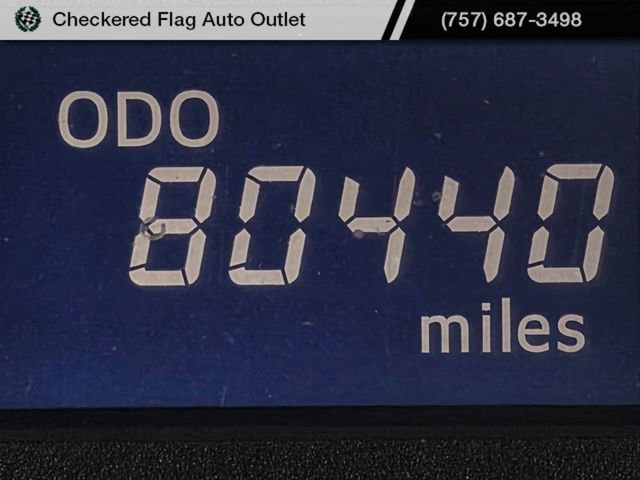 Checkered Flag Auto Outlet (757) 687-3498
ODO
80440
miles